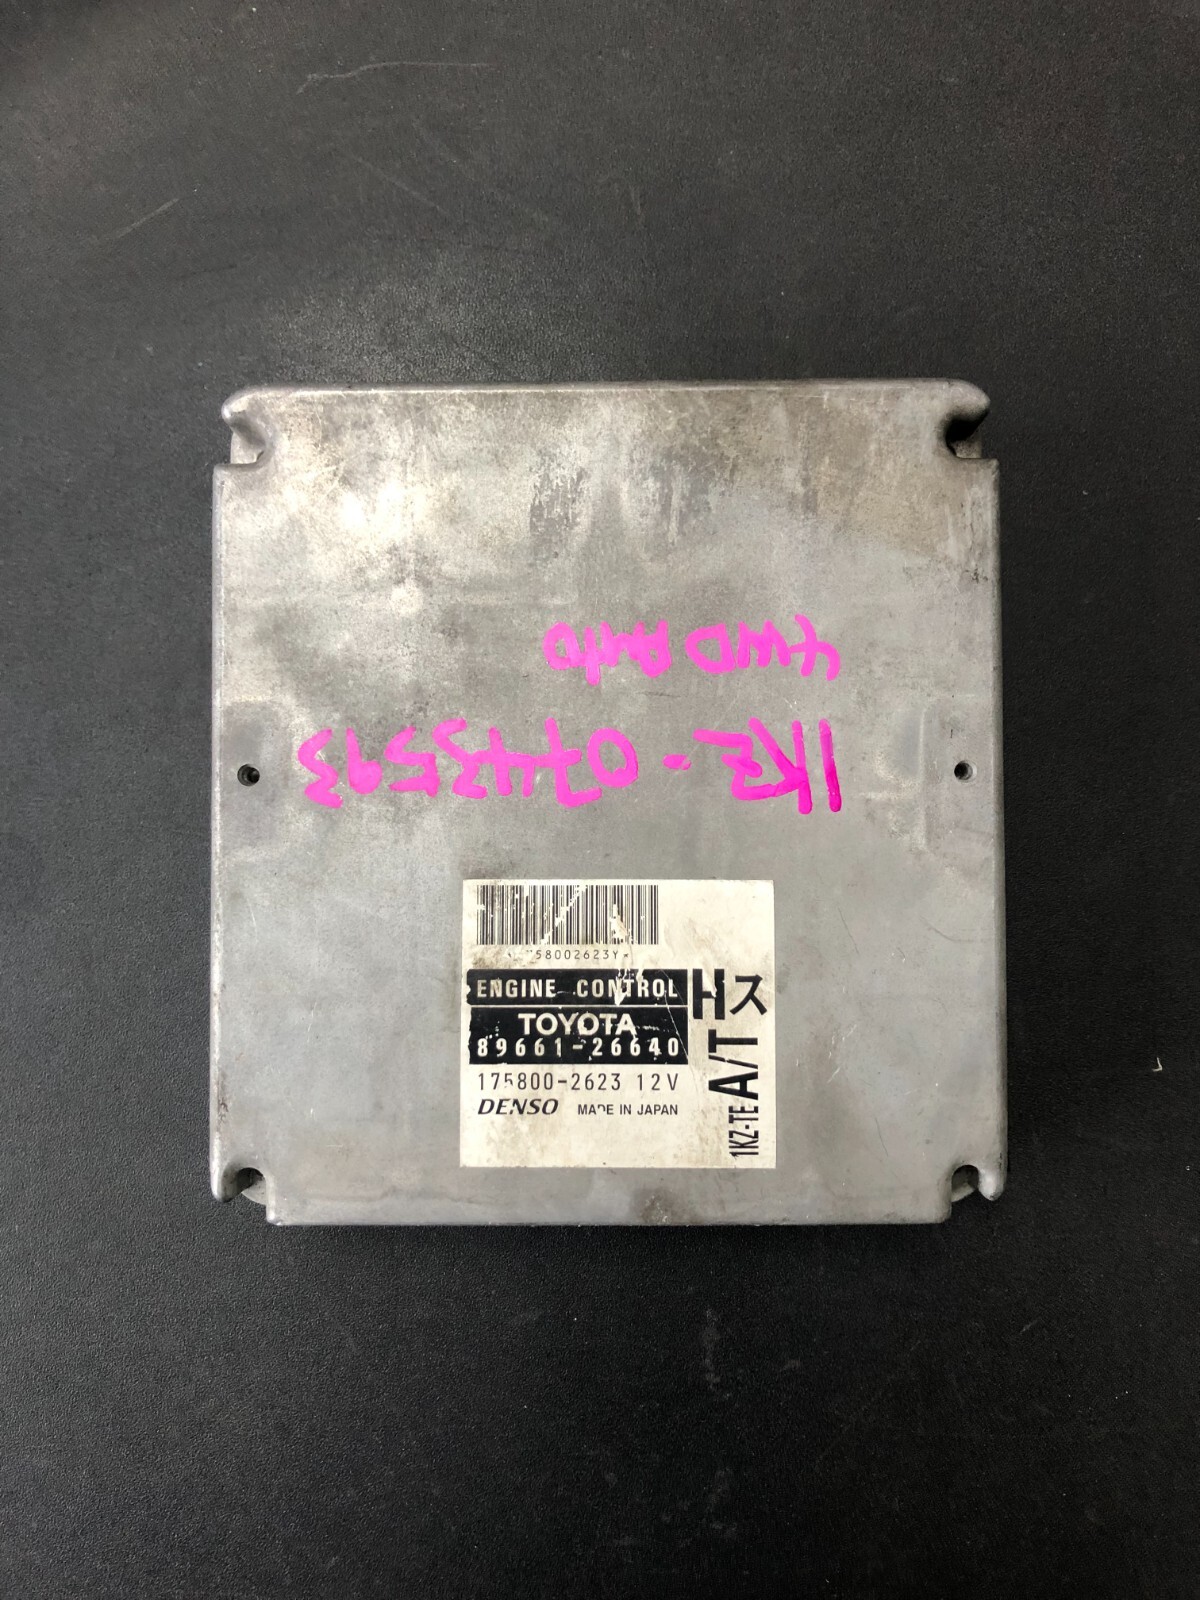 4WD Auto
1KZ-0743593
58002623Y
ENGINE CONTROL
TOYOTA
89661-26640
175800-2623 12V
DENSO MADE IN JAPAN
Hス
A/T
1KZ-TE